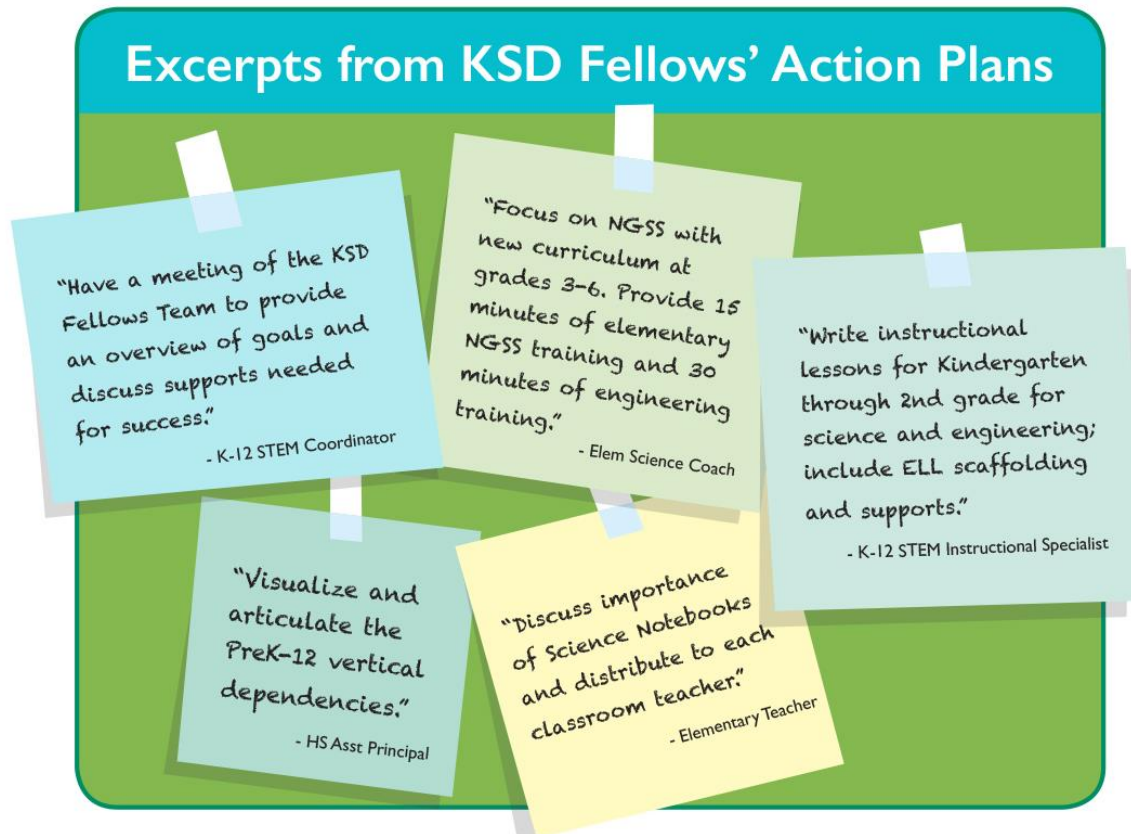 Excerpts from KSD Fellows’ Action Plans
“Have a meeting of the KSD
Fellows Team to provide
an overview of goals and
discuss supports needed
for success.”
- K-12 STEM Coordinator
“Focus on NGSS with
new curriculum at
grades 3-6. Provide 15
minutes of elementary
NGSS training and 30
minutes of engineering
training.”
- Elem Science Coach
“Write instructional
lessons for Kindergarten
through 2nd grade for
science and engineering;
include ELL scaffolding
and supports.”
- K-12 STEM Instructional Specialist
“Visualize and
articulate the
PreK-12 vertical
dependencies.”
- HS Asst Principal
“Discuss importance
of Science Notebooks
and distribute to each
classroom teacher.”
- Elementary Teacher